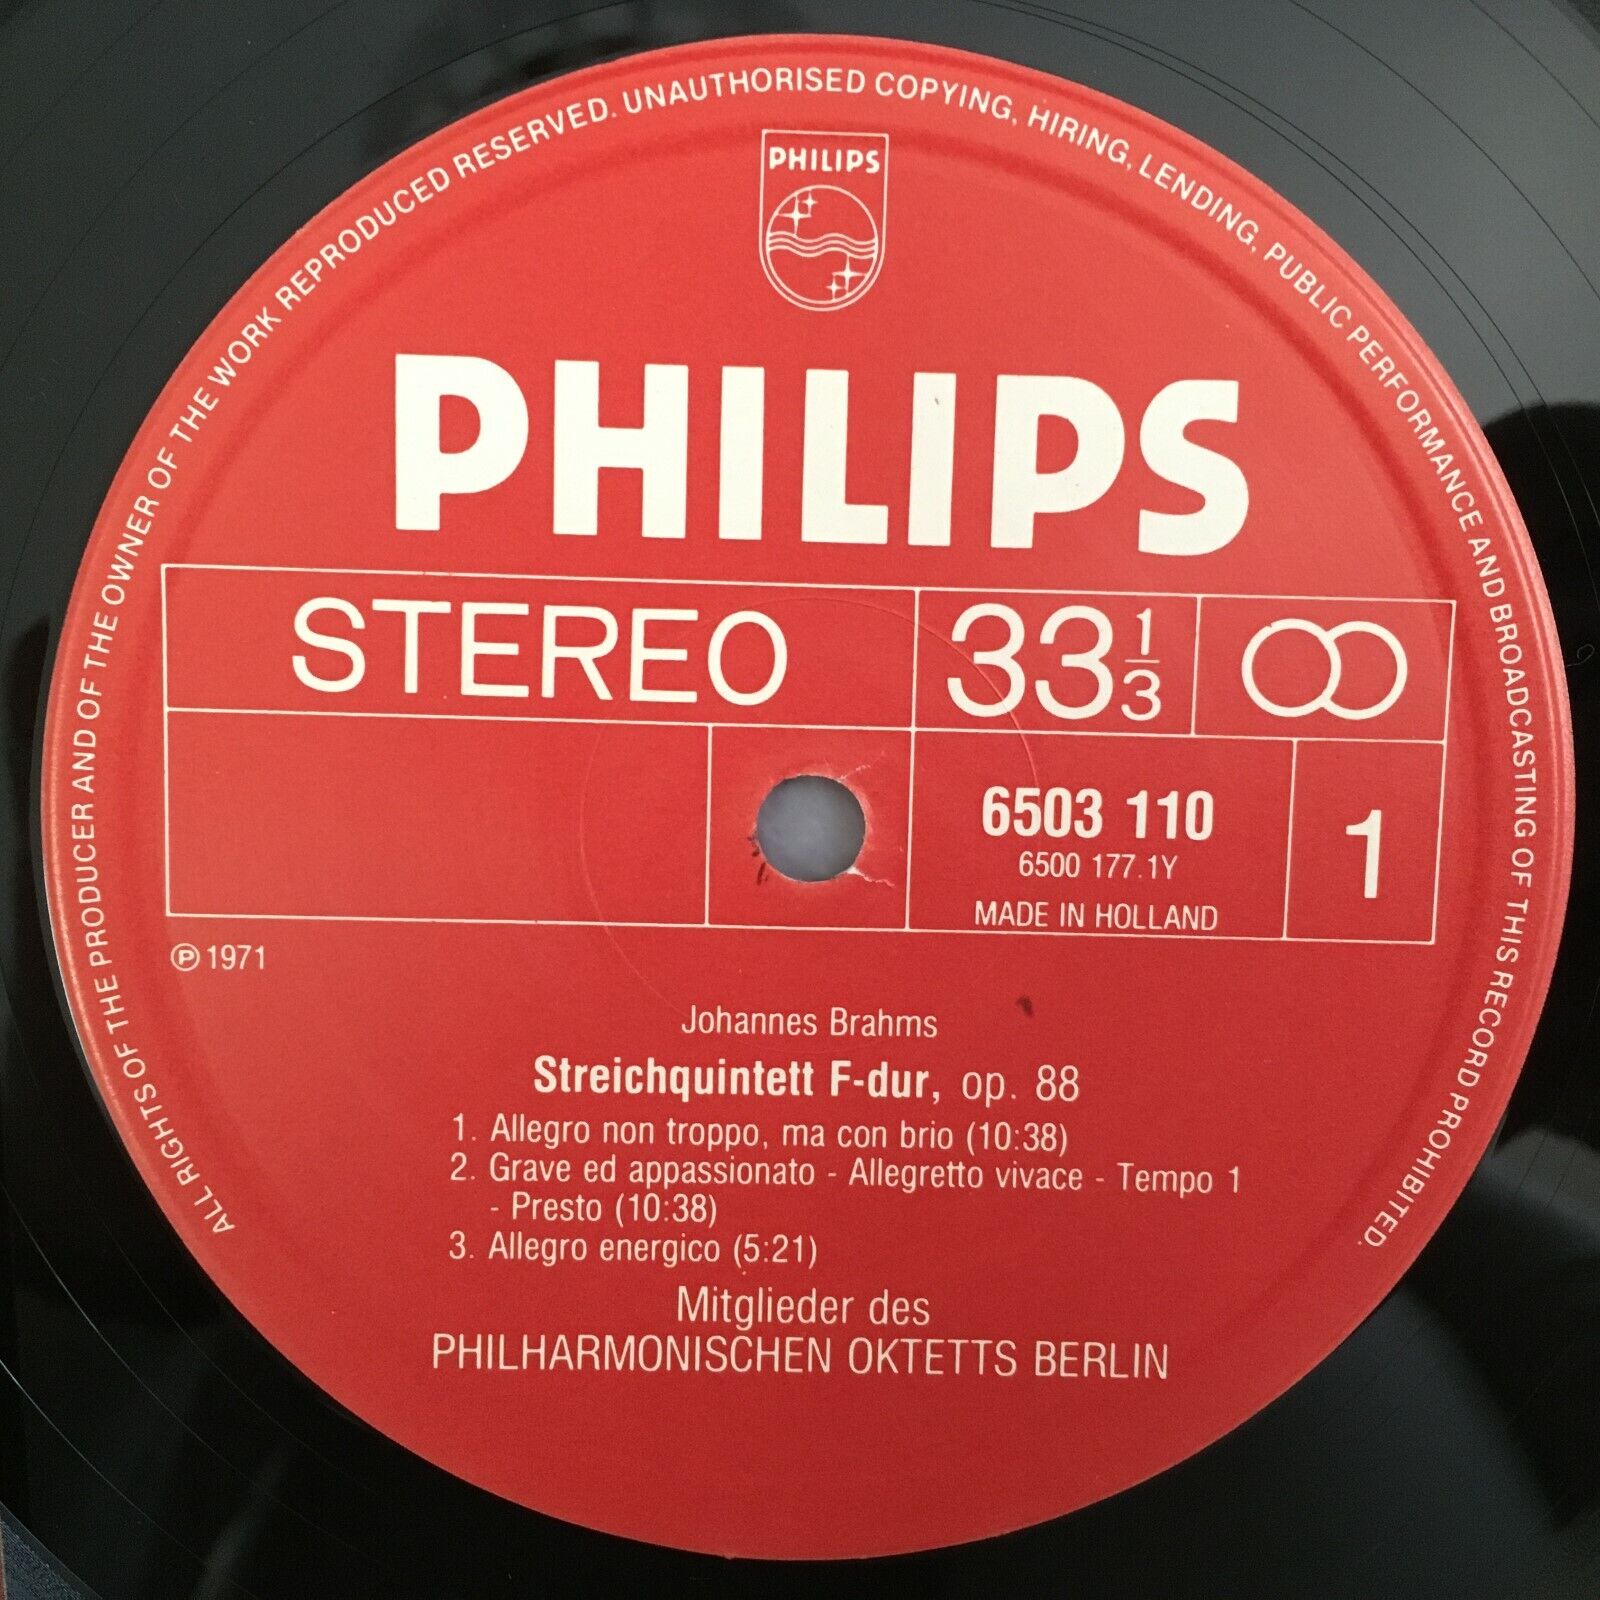 ALL RIGHTS OF THE PRODUCER AND OF THE OWNER OF THE WORK REPRODUCED RESERVED. UNAUTHORISED COPYING, HIRING, LENDING, PUBLIC PERFORMANCE AND BROADCASTING OF THIS RECORD PROHIBITED.
PHILIPS
PHILIPS
STEREO 33 1/3
6503 110 1
6500 177.1Y
MADE IN HOLLAND
℗ 1971
Johannes Brahms
Streichquintett F-dur, op. 88
1. Allegro non troppo, ma con brio (10:38)
2. Grave ed appassionato - Allegretto vivace - Tempo 1
- Presto (10:38)
3. Allegro energico (5:21)
Mitglieder des
PHILHARMONISCHEN OKTETTS BERLIN